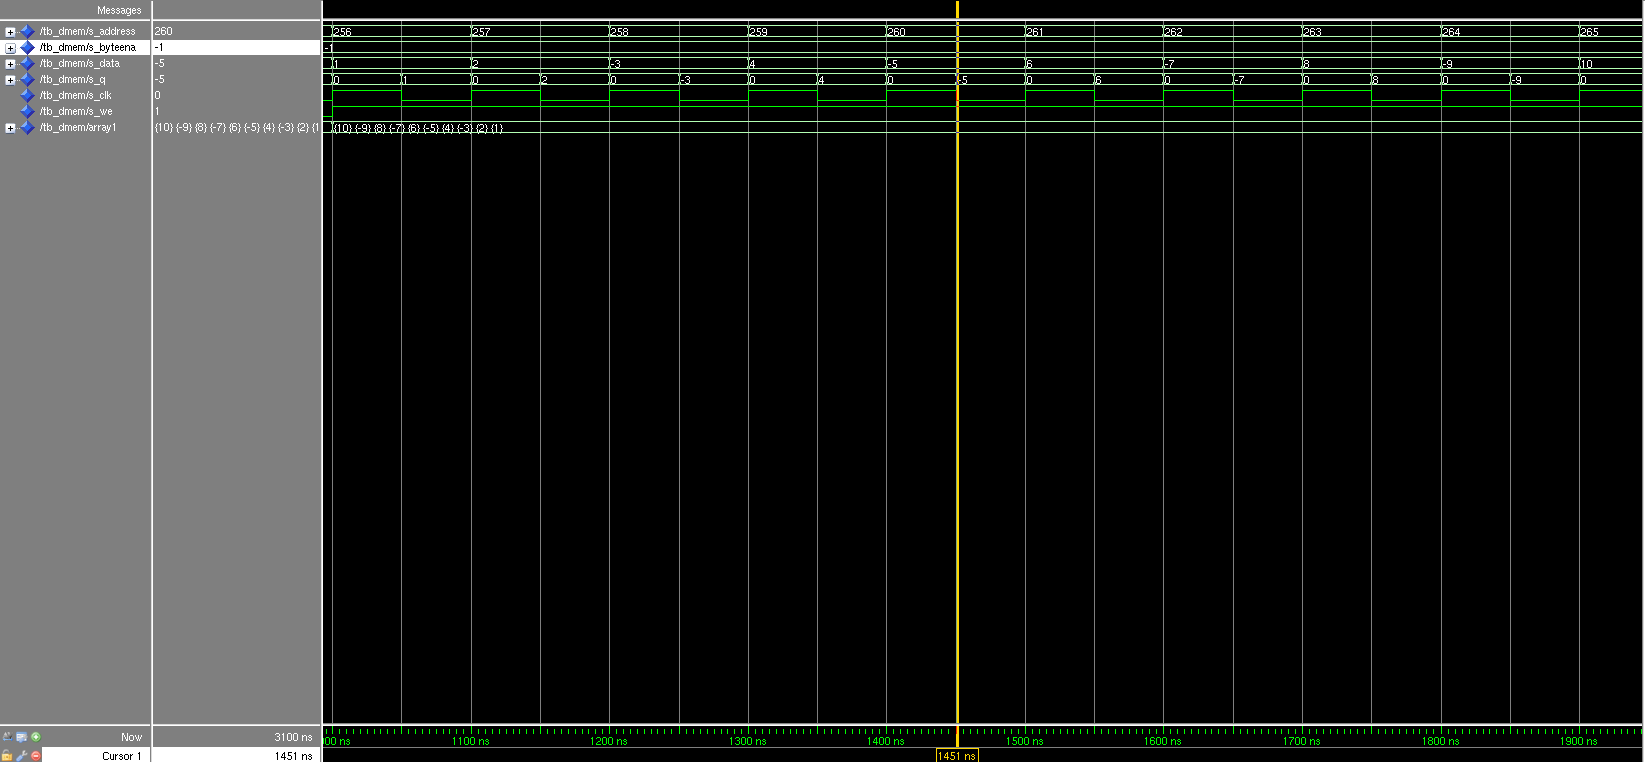 Messages
/tb_dmem/s_address 260 256 257 258 259 260 261 262 263 264 265
/tb_dmem/s_byteena -1 -1
/tb_dmem/s_data -5 1 2 -3 4 -5 6 -7 8 -9 10
/tb_dmem/s_q -5 0 1 0 2 0 -3 0 4 0 -5 0 6 0 -7 0 8 0 -9 0
/tb_dmem/s_clk 0
/tb_dmem/s_we 1
/tb_dmem/array1 {10} {-9} {8} {-7} {6} {-5} {4} {-3} {2} {1 {10} {-9} {8} {-7} {6} {-5} {4} {-3} {2} {1}
Now 3100 ns 00 ns 1100 ns 1200 ns 1300 ns 1400 ns 1500 ns 1600 ns 1700 ns 1800 ns 1900 ns
Cursor 1 1451 ns 1451 ns